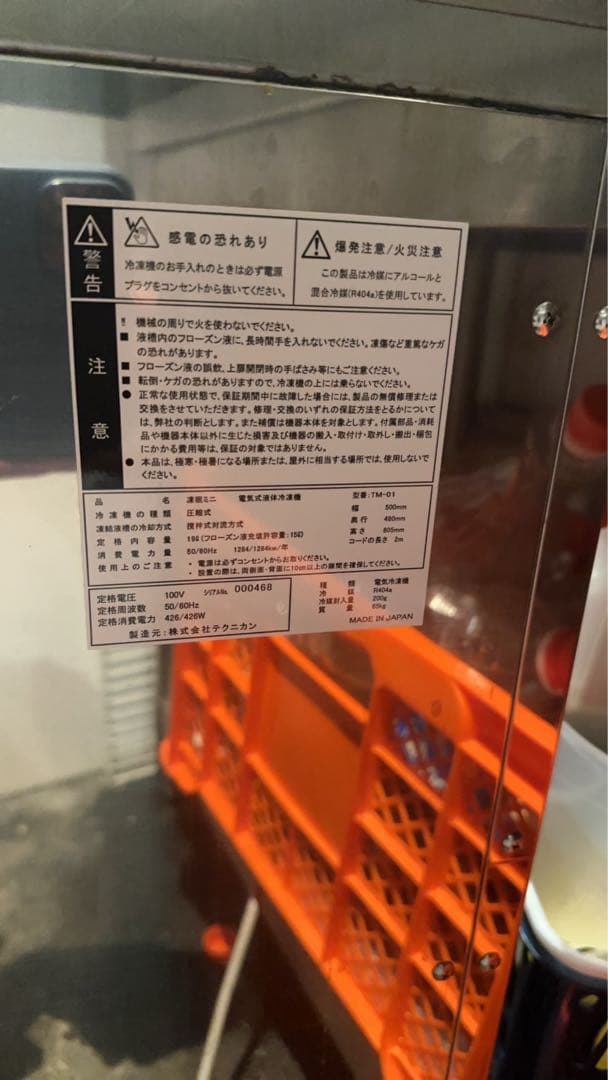 警告
感電の恐れあり
冷凍機のお手入れのときは必ず電源
プラグをコンセントから抜いてください。
爆発注意/火災注意
この製品は冷媒にアルコールと
混合冷媒(R404a)を使用しています。
注意
機械の周りで火を使わないでください。
■ 液槽内のフローズン液に、長時間手を入れないでください。凍傷など重篤なケガ
の恐れがあります。
■ フローズン液の誤飲、上扉開閉時の手ばさみ等にもご注意ください。
■ 転倒・ケガの恐れがありますので、冷凍機の上には乗らないでください。
● 正常な使用状態で、保証期間中に故障した場合には、製品の無償修理または
交換をさせていただきます。修理・交換のいずれの保証方法をとるかについて
は、弊社の判断とします。また補償は機器本体を対象とします。付属部品・消耗
品や機器本体以外に生じた損害及び機器の搬入・取付け・取外し・搬出・梱包
にかかる費用等は、保証の対象ではありません。
● 本品は、極寒・極暑になる場所または、屋外に相当する場所では、使用しないで
ください。
品名 凍眠ミニ 電気式液体冷凍機 型番:TM-01
冷凍機の種類 圧縮式 幅 500mm
凍結液槽の冷却方式 撹拌式対流方式 奥行 480mm
定格内容量 19ℓ(フローズン液充填許容量:15ℓ) 高さ 805mm
消費電力量 50/60Hz 1284/1284kw/年 コードの長さ 2m
使用上のご注意 ・電源は必ずコンセントからお取りください。
・設置の際は、両側面・背面に10cm以上の隙間を確保してください。
定格電圧 100V シリアルNo. 000468
定格周波数 50/60Hz
定格消費電力 426/426W
製造元:株式会社テクニカン
種類 電気冷凍機
冷媒 R404a
冷媒封入量 200g
質量 65kg
MADE IN JAPAN